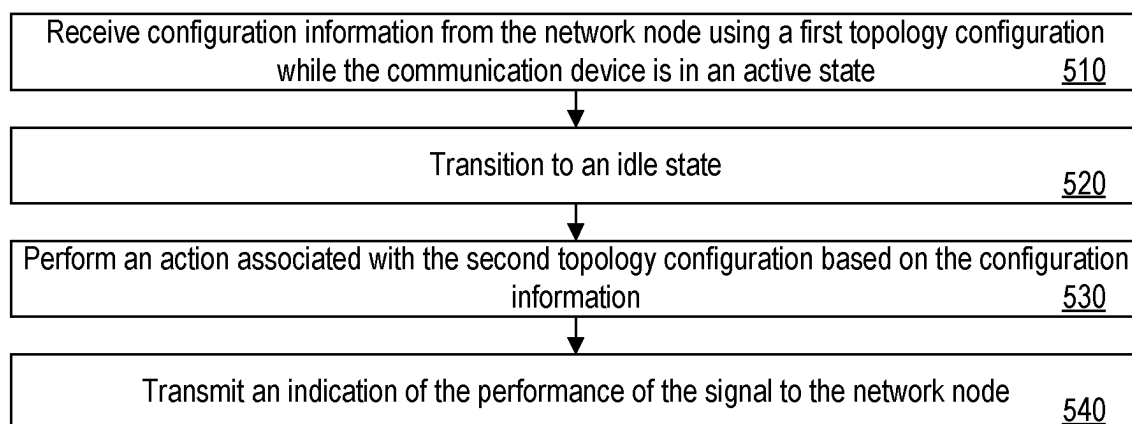 Receive configuration information from the network node using a first topology configuration
while the communication device is in an active state
510
Transition to an idle state
520
Perform an action associated with the second topology configuration based on the configuration
information
530
Transmit an indication of the performance of the signal to the network node
540